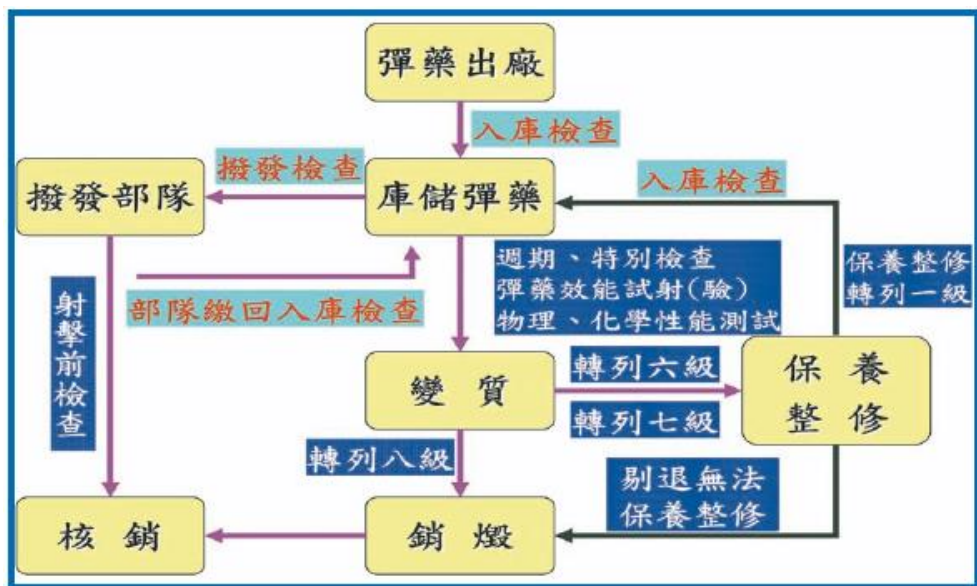 彈藥出廠
入庫檢查
撥發部隊
撥發檢查
庫儲彈藥
入庫檢查
部隊繳回入庫檢查
射擊前檢查
週期、特別檢查
彈藥效能試射(驗)
物理、化學性能測試
保養整修
轉列一級
變質
轉列六級
轉列七級
保養
整修
轉列八級
剔退無法
保養整修
核銷
銷燬